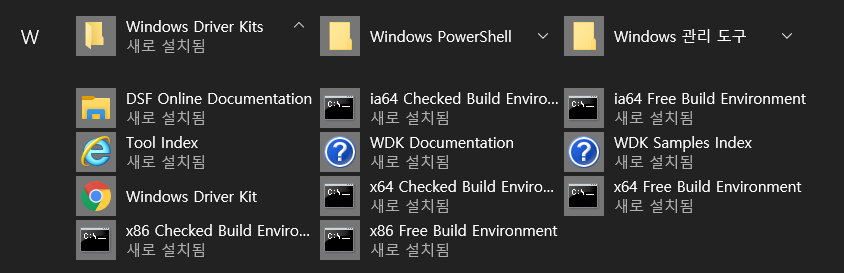 W
Windows Driver Kits
새로 설치됨
Windows PowerShell
Windows 관리 도구
DSF Online Documentation
새로 설치됨
ia64 Checked Build Enviro...
새로 설치됨
ia64 Free Build Environment
새로 설치됨
Tool Index
새로 설치됨
WDK Documentation
새로 설치됨
WDK Samples Index
새로 설치됨
Windows Driver Kit
x64 Checked Build Enviro...
새로 설치됨
x64 Free Build Environment
새로 설치됨
x86 Checked Build Enviro...
새로 설치됨
x86 Free Build Environment
새로 설치됨